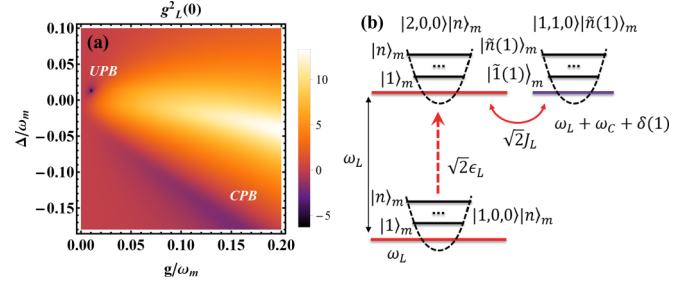 g²_L(0)
(a)
UPB
CPB
0.10
0.05
0.00
-0.05
-0.10
-0.15
Δ/ω_m
0.00 0.05 0.10 0.15 0.20
g/ω_m
10
5
0
-5
(b)
|2,0,0⟩|n⟩_m |1,1,0⟩|ñ(1)⟩_m
|n⟩_m |ñ(1)⟩_m
... ...
|1⟩_m |1̃(1)⟩_m
ω_L + ω_C + δ(1)
√2J_L
ω_L
√2ϵ_L
|n⟩_m
...
|1,0,0⟩|n⟩_m
|1⟩_m
ω_L